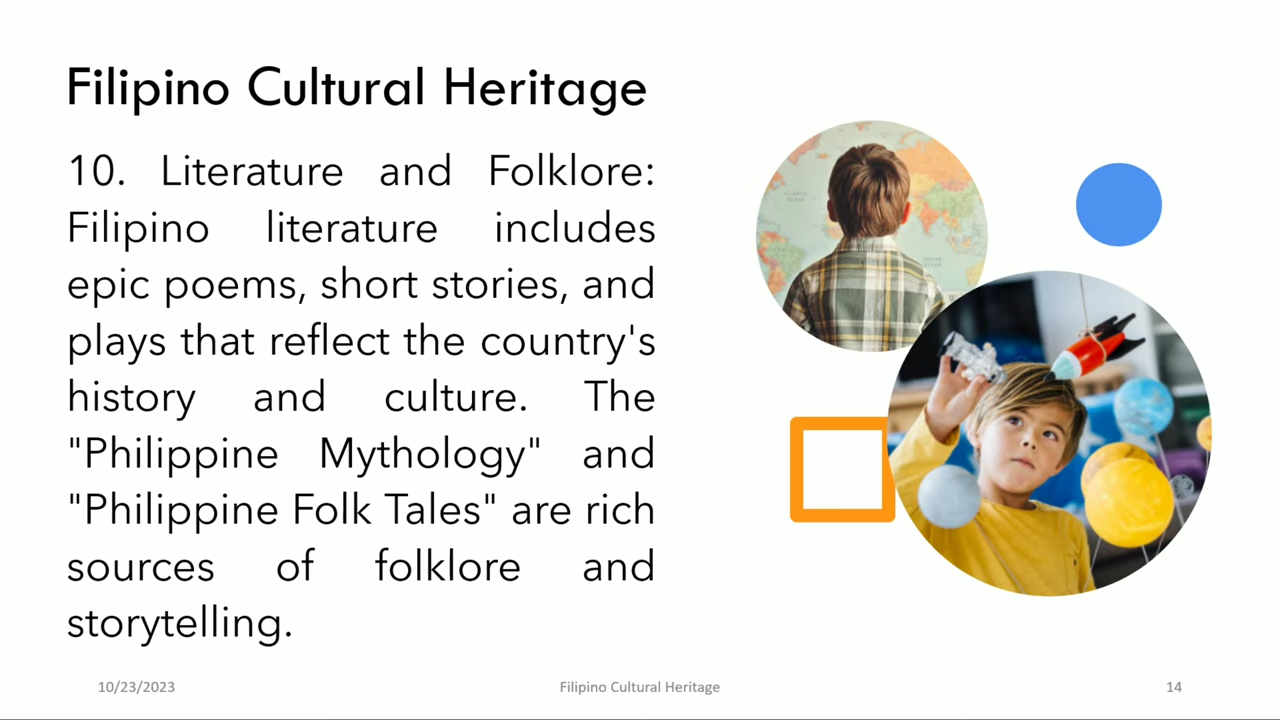 Filipino Cultural Heritage
10. Literature and Folklore:
Filipino literature includes
epic poems, short stories, and
plays that reflect the country's
history and culture. The
"Philippine Mythology" and
"Philippine Folk Tales" are rich
sources of folklore and
storytelling.
10/23/2023
Filipino Cultural Heritage
14